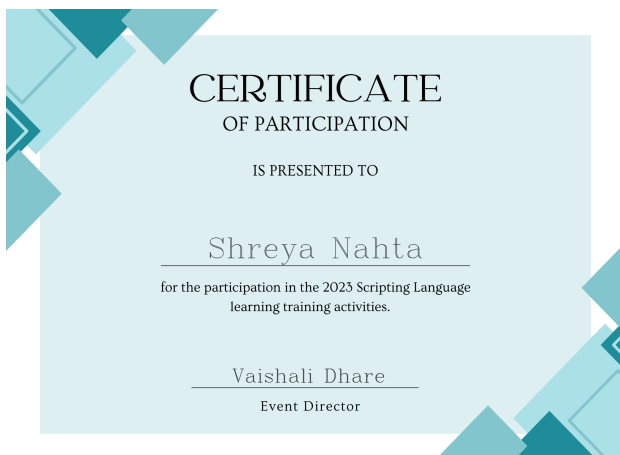 CERTIFICATE
OF PARTICIPATION
IS PRESENTED TO
Shreya Nahta
for the participation in the 2023 Scripting Language
learning training activities.
Vaishali Dhare
Event Director